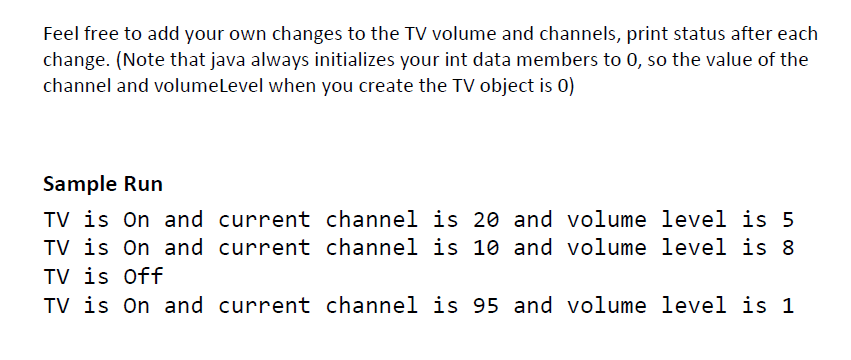 Feel free to add your own changes to the TV volume and channels, print status after each
change. (Note that java always initializes your int data members to 0, so the value of the
channel and volumeLevel when you create the TV object is 0)
Sample Run
TV is On and current channel is 20 and volume level is 5
TV is On and current channel is 10 and volume level is 8
TV is Off
TV is On and current channel is 95 and volume level is 1